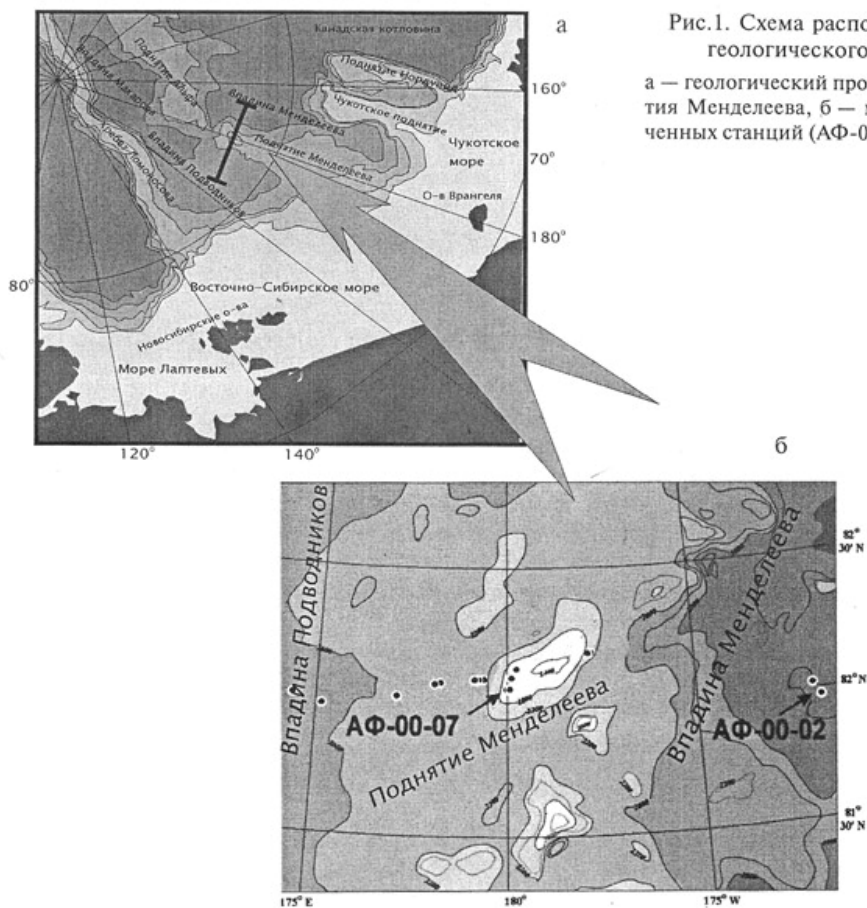 а
Рис.1. Схема распо
геологического
а — геологический про
тия Менделеева, б —
ченных станций (АФ-0
Канадская котловина
Поднятие Нордуинд
160°
Чукотское поднятие
Чукотское
море
70°
Поднятие Альфа
Впадина Макарова
Впадина Менделеева
Поднятие Менделеева
Хребет Ломоносова
Впадина Подводников
О-в Врангеля
180°
80°
Восточно-Сибирское море
Новосибирские о-ва
Море Лаптевых
120°
140°
б
Впадина Подводников
Впадина Менделеева
82°
30' N
82°
N
АФ-00-07
АФ-00-02
Поднятие Менделеева
81°
30' N
175° E
180°
175° W